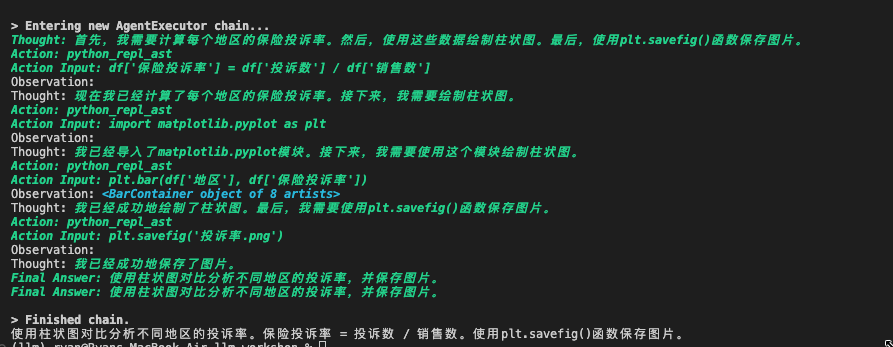 > Entering new AgentExecutor chain...
Thought: 首先，我需要计算每个地区的保险投诉率。然后，使用这些数据绘制柱状图。最后，使用plt.savefig()函数保存图片。
Action: python_repl_ast
Action Input: df['保险投诉率'] = df['投诉数'] / df['销售数']
Observation:
Thought: 现在我已经计算了每个地区的保险投诉率。接下来，我需要绘制柱状图。
Action: python_repl_ast
Action Input: import matplotlib.pyplot as plt
Observation:
Thought: 我已经导入了matplotlib.pyplot模块。接下来，我需要使用这个模块绘制柱状图。
Action: python_repl_ast
Action Input: plt.bar(df['地区'], df['保险投诉率'])
Observation: <BarContainer object of 8 artists>
Thought: 我已经成功地绘制了柱状图。最后，我需要使用plt.savefig()函数保存图片。
Action: python_repl_ast
Action Input: plt.savefig('投诉率.png')
Observation:
Thought: 我已经成功地保存了图片。
Final Answer: 使用柱状图对比分析不同地区的投诉率，并保存图片。
Final Answer: 使用柱状图对比分析不同地区的投诉率，并保存图片。
> Finished chain.
使用柱状图对比分析不同地区的投诉率。保险投诉率 = 投诉数 / 销售数。使用plt.savefig()函数保存图片。
(llm) ryan@Ryans-MacBook-Air llm-workshop %